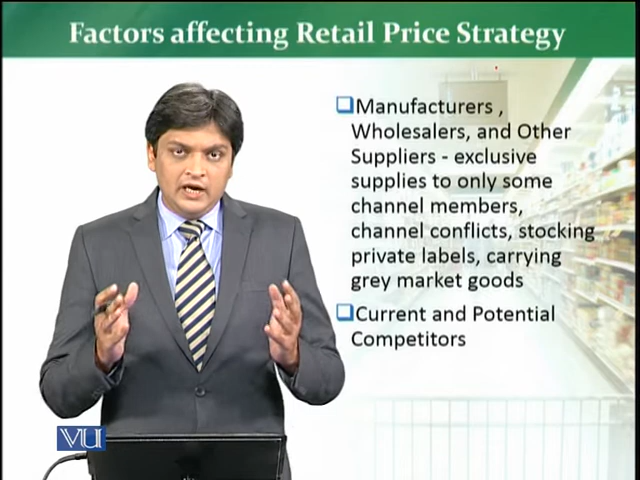 Factors affecting Retail Price Strategy
Manufacturers ,
Wholesalers, and Other
Suppliers - exclusive
supplies to only some
channel members,
channel conflicts, stocking
private labels, carrying
grey market goods
Current and Potential
Competitors
VU